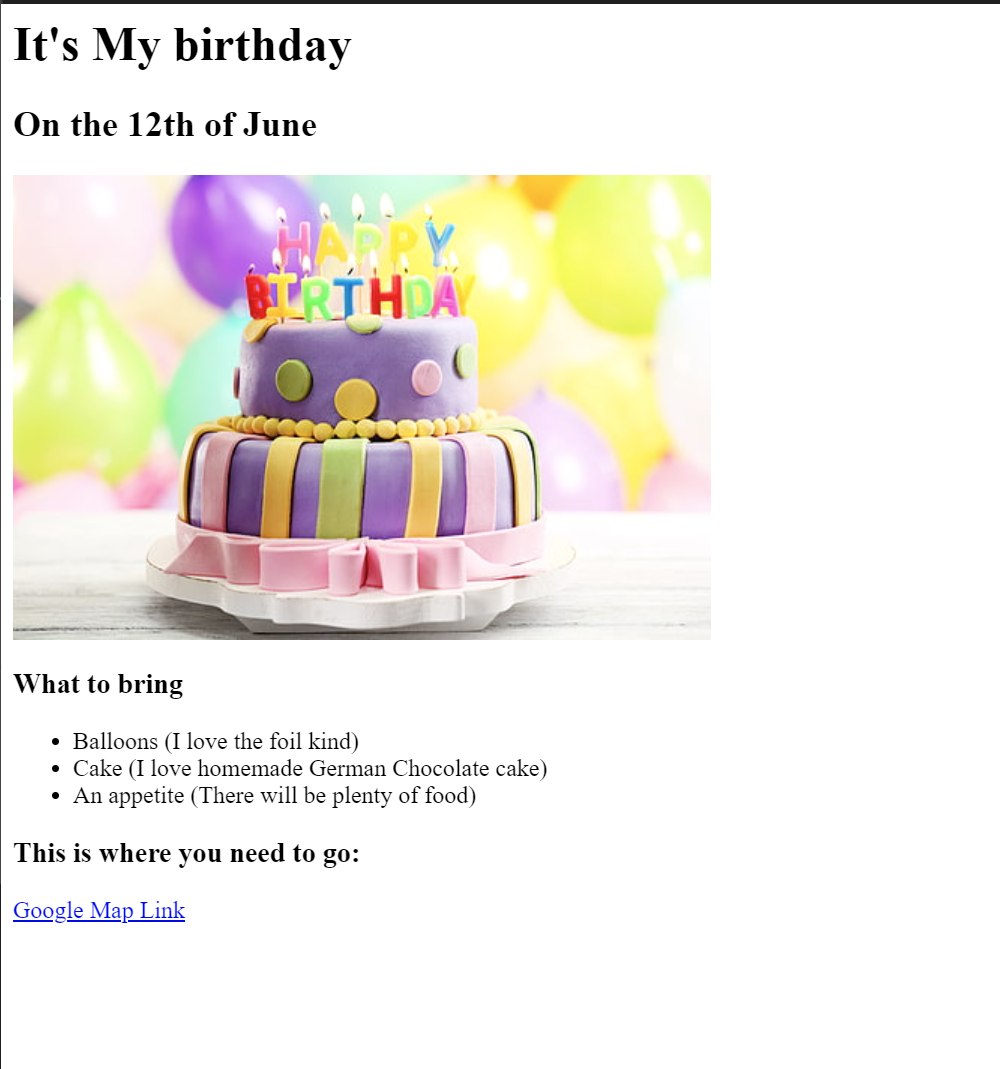 It's My birthday
On the 12th of June
HAPPY
BIRTHDAY
What to bring
Balloons (I love the foil kind)
Cake (I love homemade German Chocolate cake)
An appetite (There will be plenty of food)
This is where you need to go:
Google Map Link